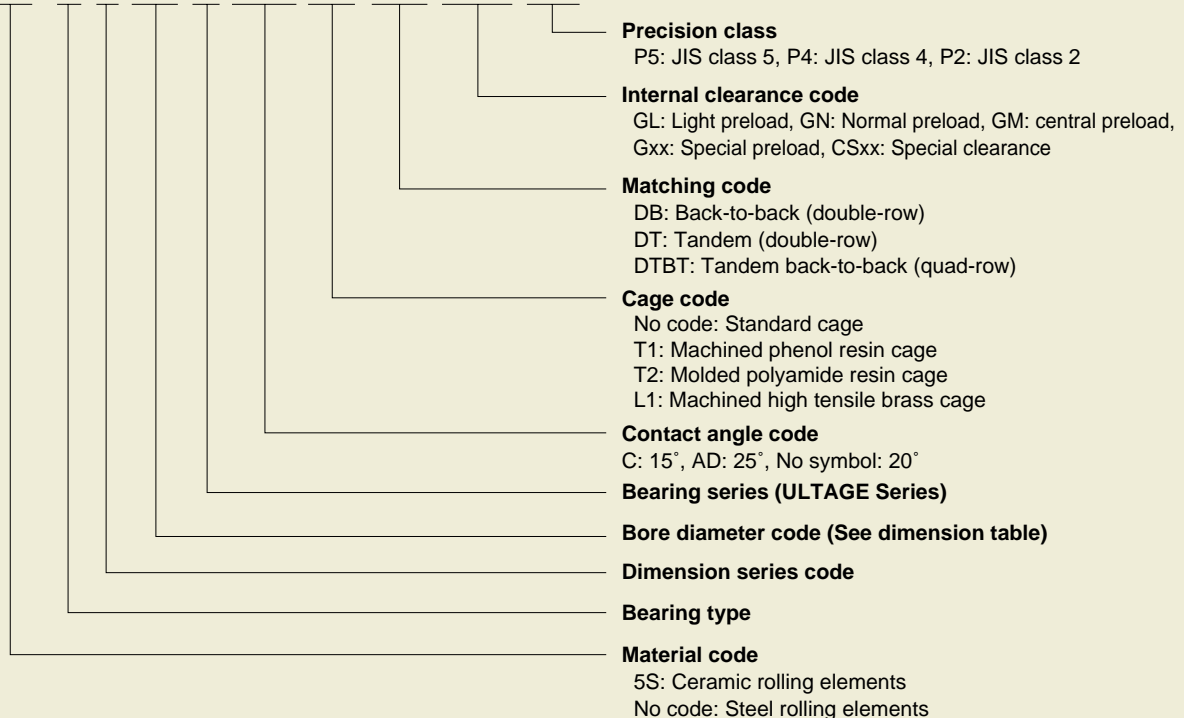 Precision class
P5: JIS class 5, P4: JIS class 4, P2: JIS class 2
Internal clearance code
GL: Light preload, GN: Normal preload, GM: central preload,
Gxx: Special preload, CSxx: Special clearance
Matching code
DB: Back-to-back (double-row)
DT: Tandem (double-row)
DTBT: Tandem back-to-back (quad-row)
Cage code
No code: Standard cage
T1: Machined phenol resin cage
T2: Molded polyamide resin cage
L1: Machined high tensile brass cage
Contact angle code
C: 15˚, AD: 25˚, No symbol: 20˚
Bearing series (ULTAGE Series)
Bore diameter code (See dimension table)
Dimension series code
Bearing type
Material code
5S: Ceramic rolling elements
No code: Steel rolling elements